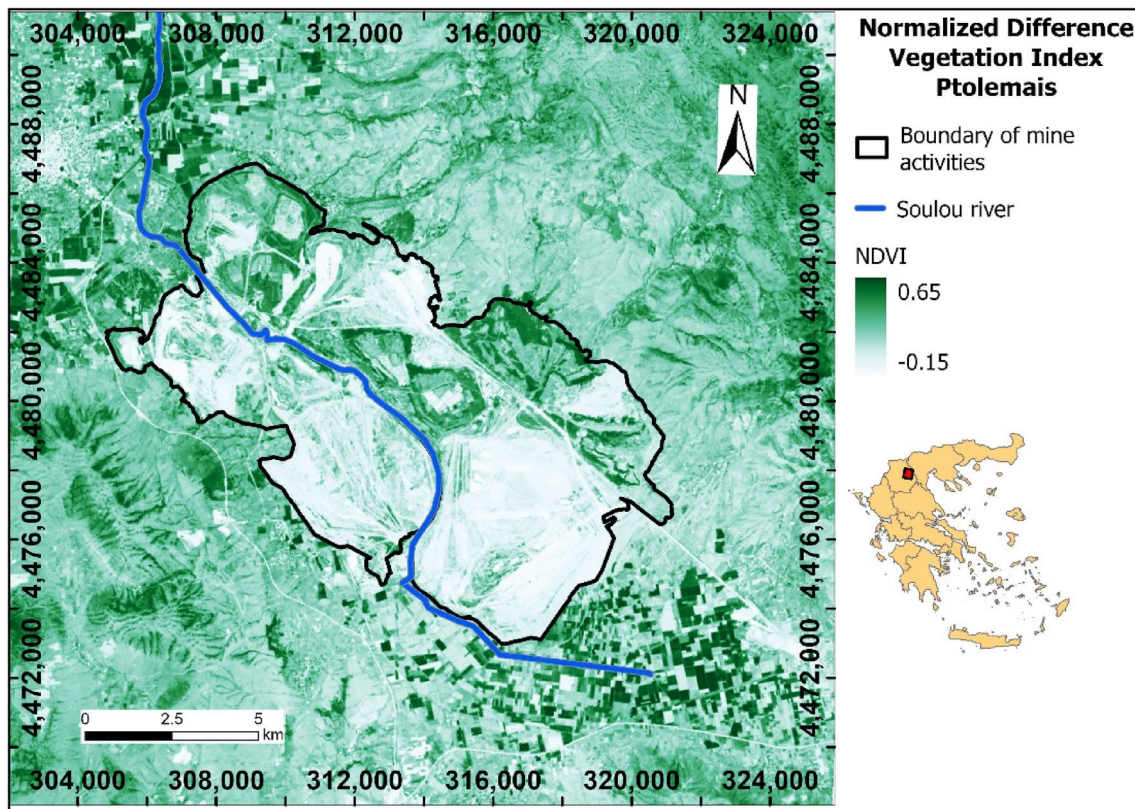 304,000 308,000 312,000 316,000 320,000 324,000
4,488,000
4,484,000
4,480,000
4,476,000
4,472,000
N
4,488,000
4,484,000
4,480,000
4,476,000
4,472,000
0 2.5 5
km
304,000 308,000 312,000 316,000 320,000 324,000
Normalized Difference
Vegetation Index
Ptolemais
Boundary of mine
activities
Soulou river
NDVI
0.65
-0.15